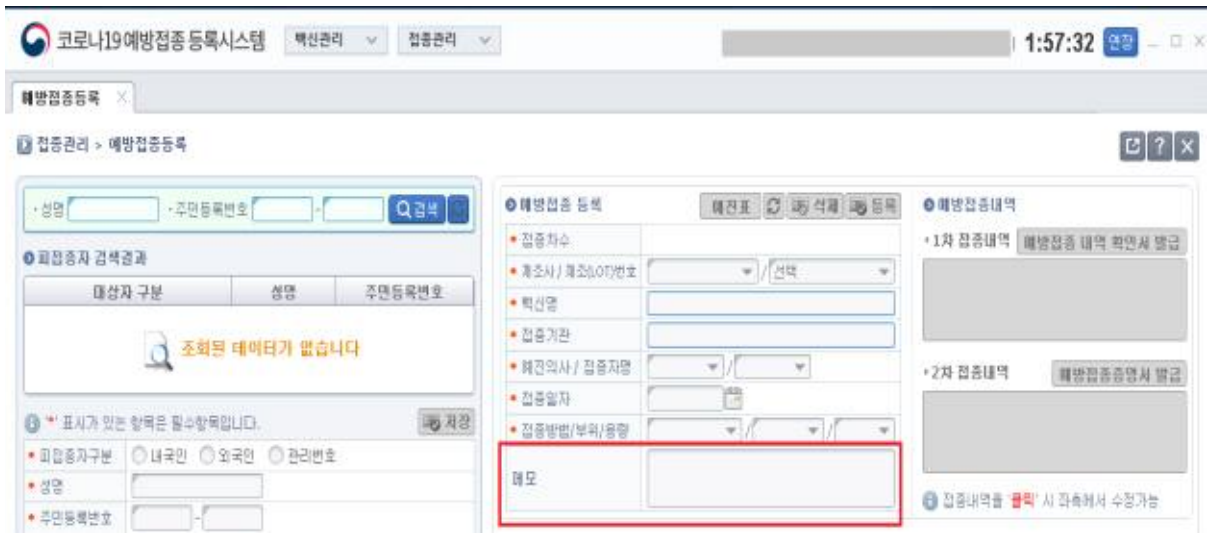 코로나19 예방접종 등록시스템 백신관리 접종관리 1:57:32 연장
예방접종등록
접종관리 > 예방접종등록
성명 주민등록번호 - 검색
피접종자 검색결과
대상자 구분 성명 주민등록번호
조회된 데이터가 없습니다
'*' 표시가 있는 항목은 필수항목입니다. 저장
피접종자구분 내국인 외국인 관리번호
성명
주민등록번호 -
예방접종 등록 예진표 삭제 등록
접종차수
제조사 / 제조(LOT)번호 / 선택
백신명
접종기관
예진의사 / 접종자명 /
접종일자
접종방법/부위/용량 / /
메모
예방접종내역
1차 접종내역 예방접종 내역 확인서 발급
2차 접종내역 예방접종증명서 발급
접종내역을 '클릭' 시 좌측에서 수정가능